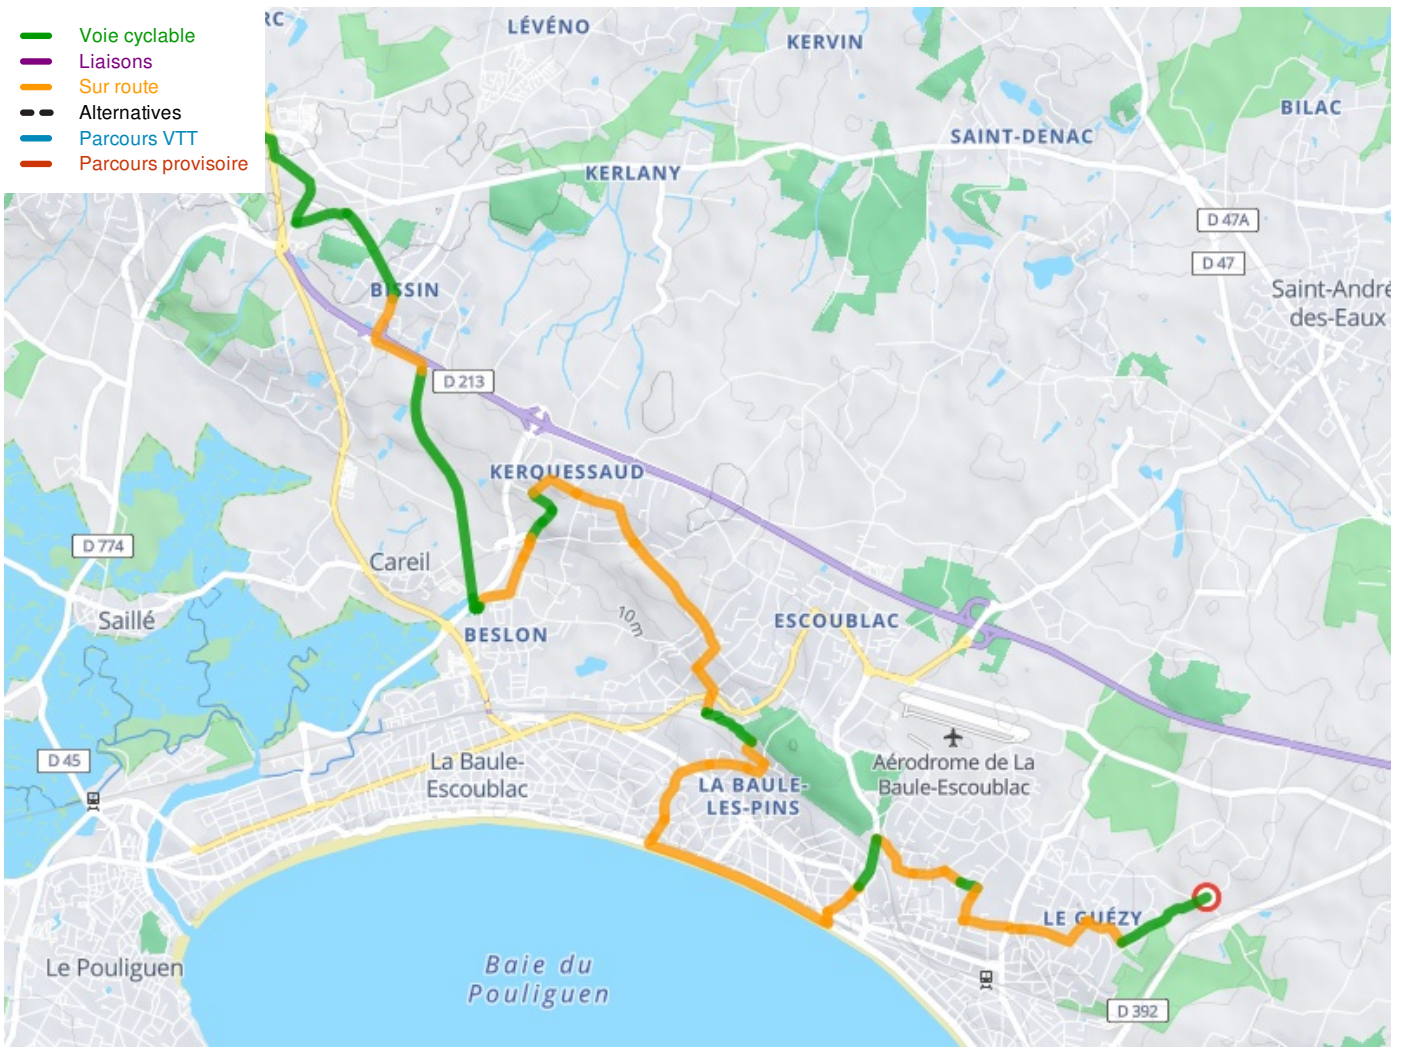 Voie cyclable
Liaisons
Sur route
Alternatives
Parcours VTT
Parcours provisoire
RC
LÉVÉNO
KERVIN
BILAC
SAINT-DENAC
KERLANY
D 47A
D 47
BISSIN
Saint-André
des-Eaux
D 213
KERQUESSAUD
D 774
Careil
Saillé
10 m
ESCOUBLAC
BESLON
D 45
La Baule-
Escoublac
LA BAULE-
LES-PINS
Aérodrome de La
Baule-Escoublac
LE GUÉZY
Le Pouliguen
Baie du
Pouliguen
D 392